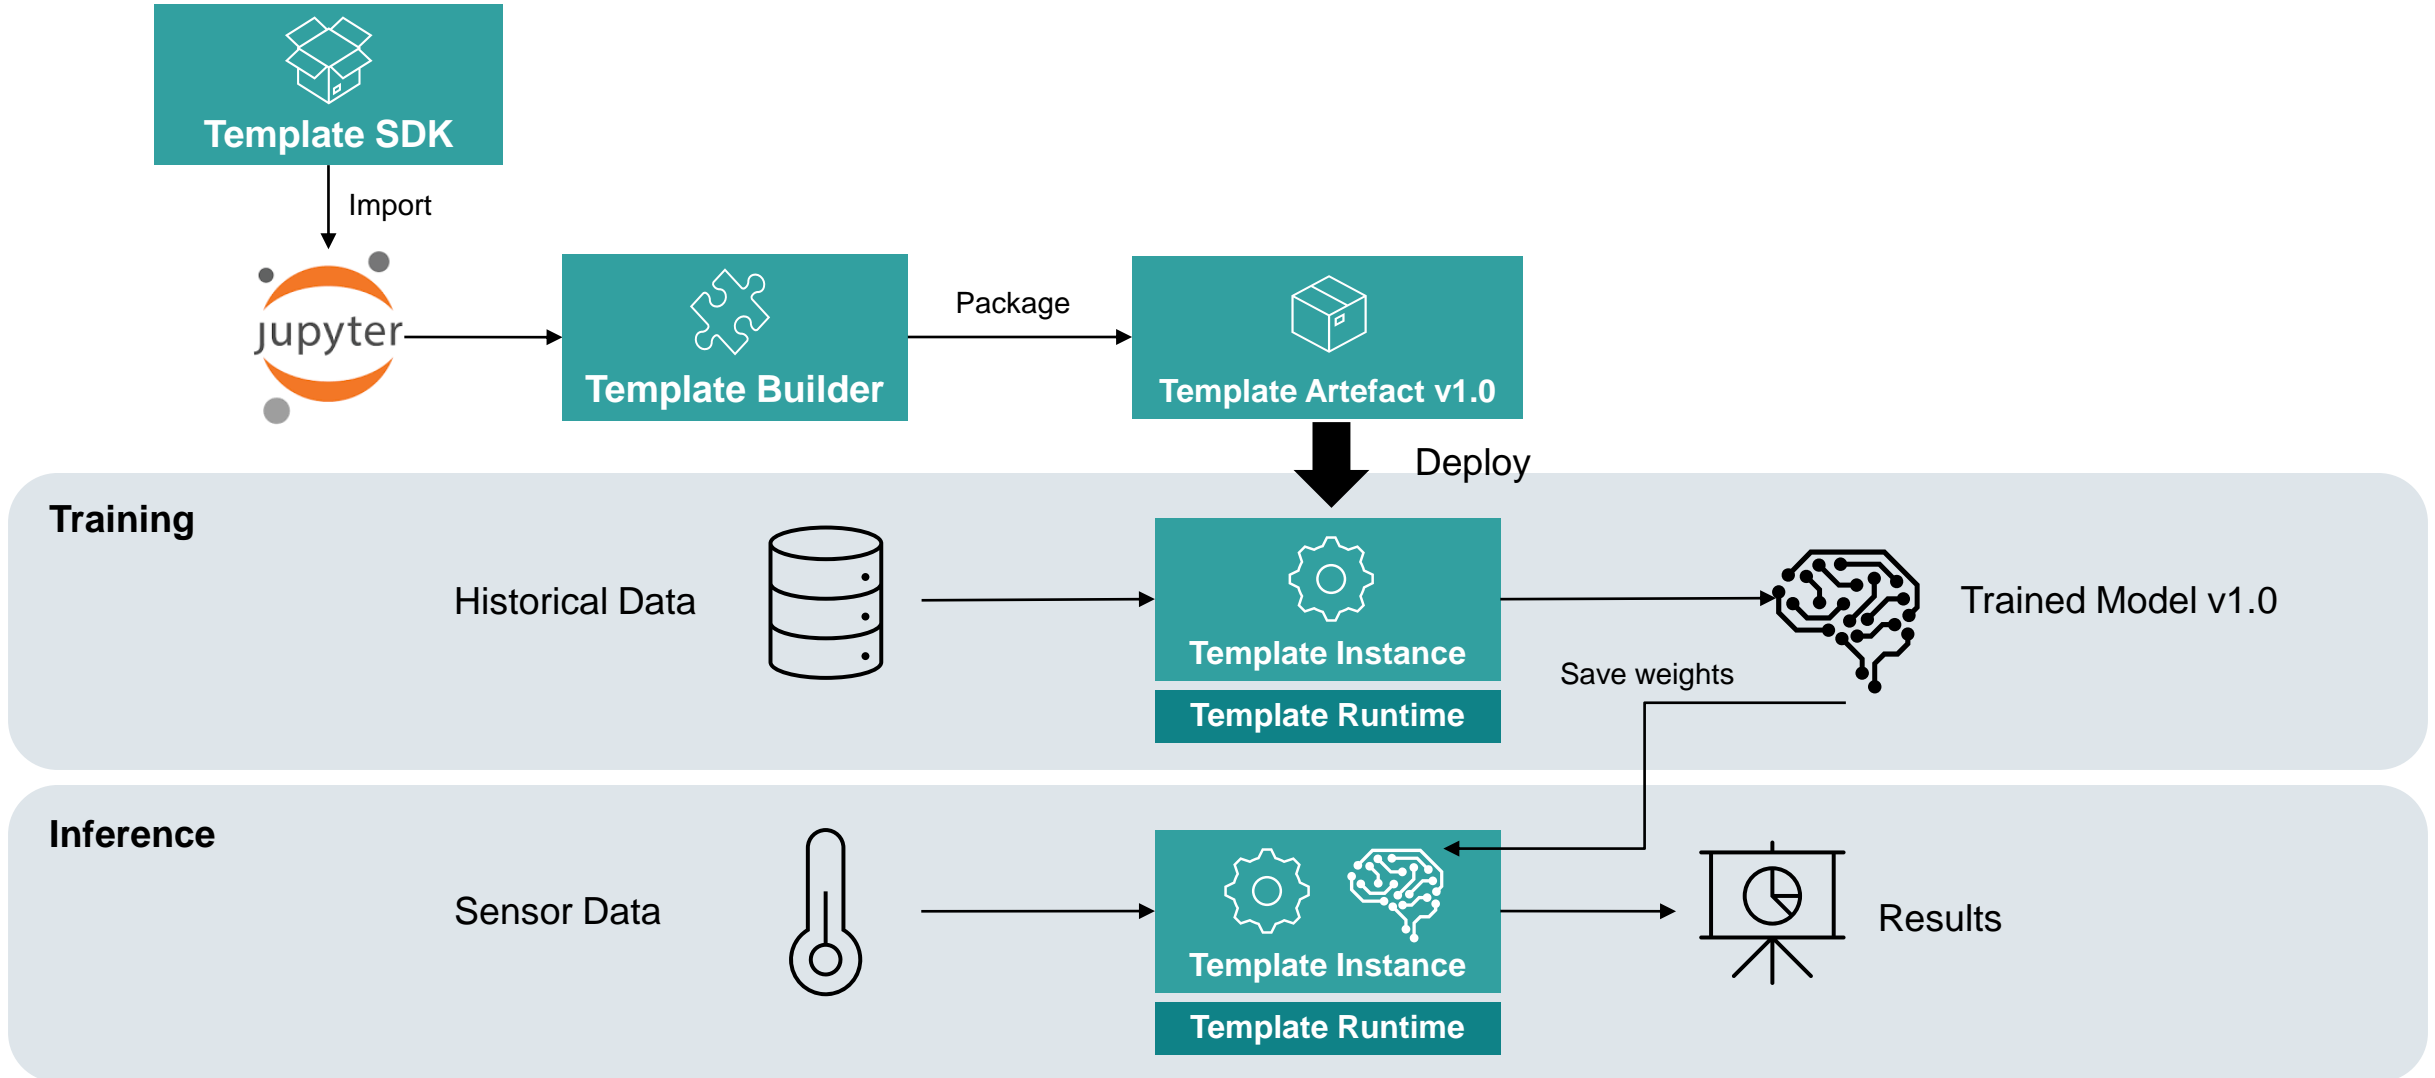 Template SDK
Import
jupyter
Template Builder
Package
Template Artefact v1.0
Deploy
Training
Historical Data
Template Instance
Template Runtime
Trained Model v1.0
Save weights
Inference
Sensor Data
Template Instance
Template Runtime
Results